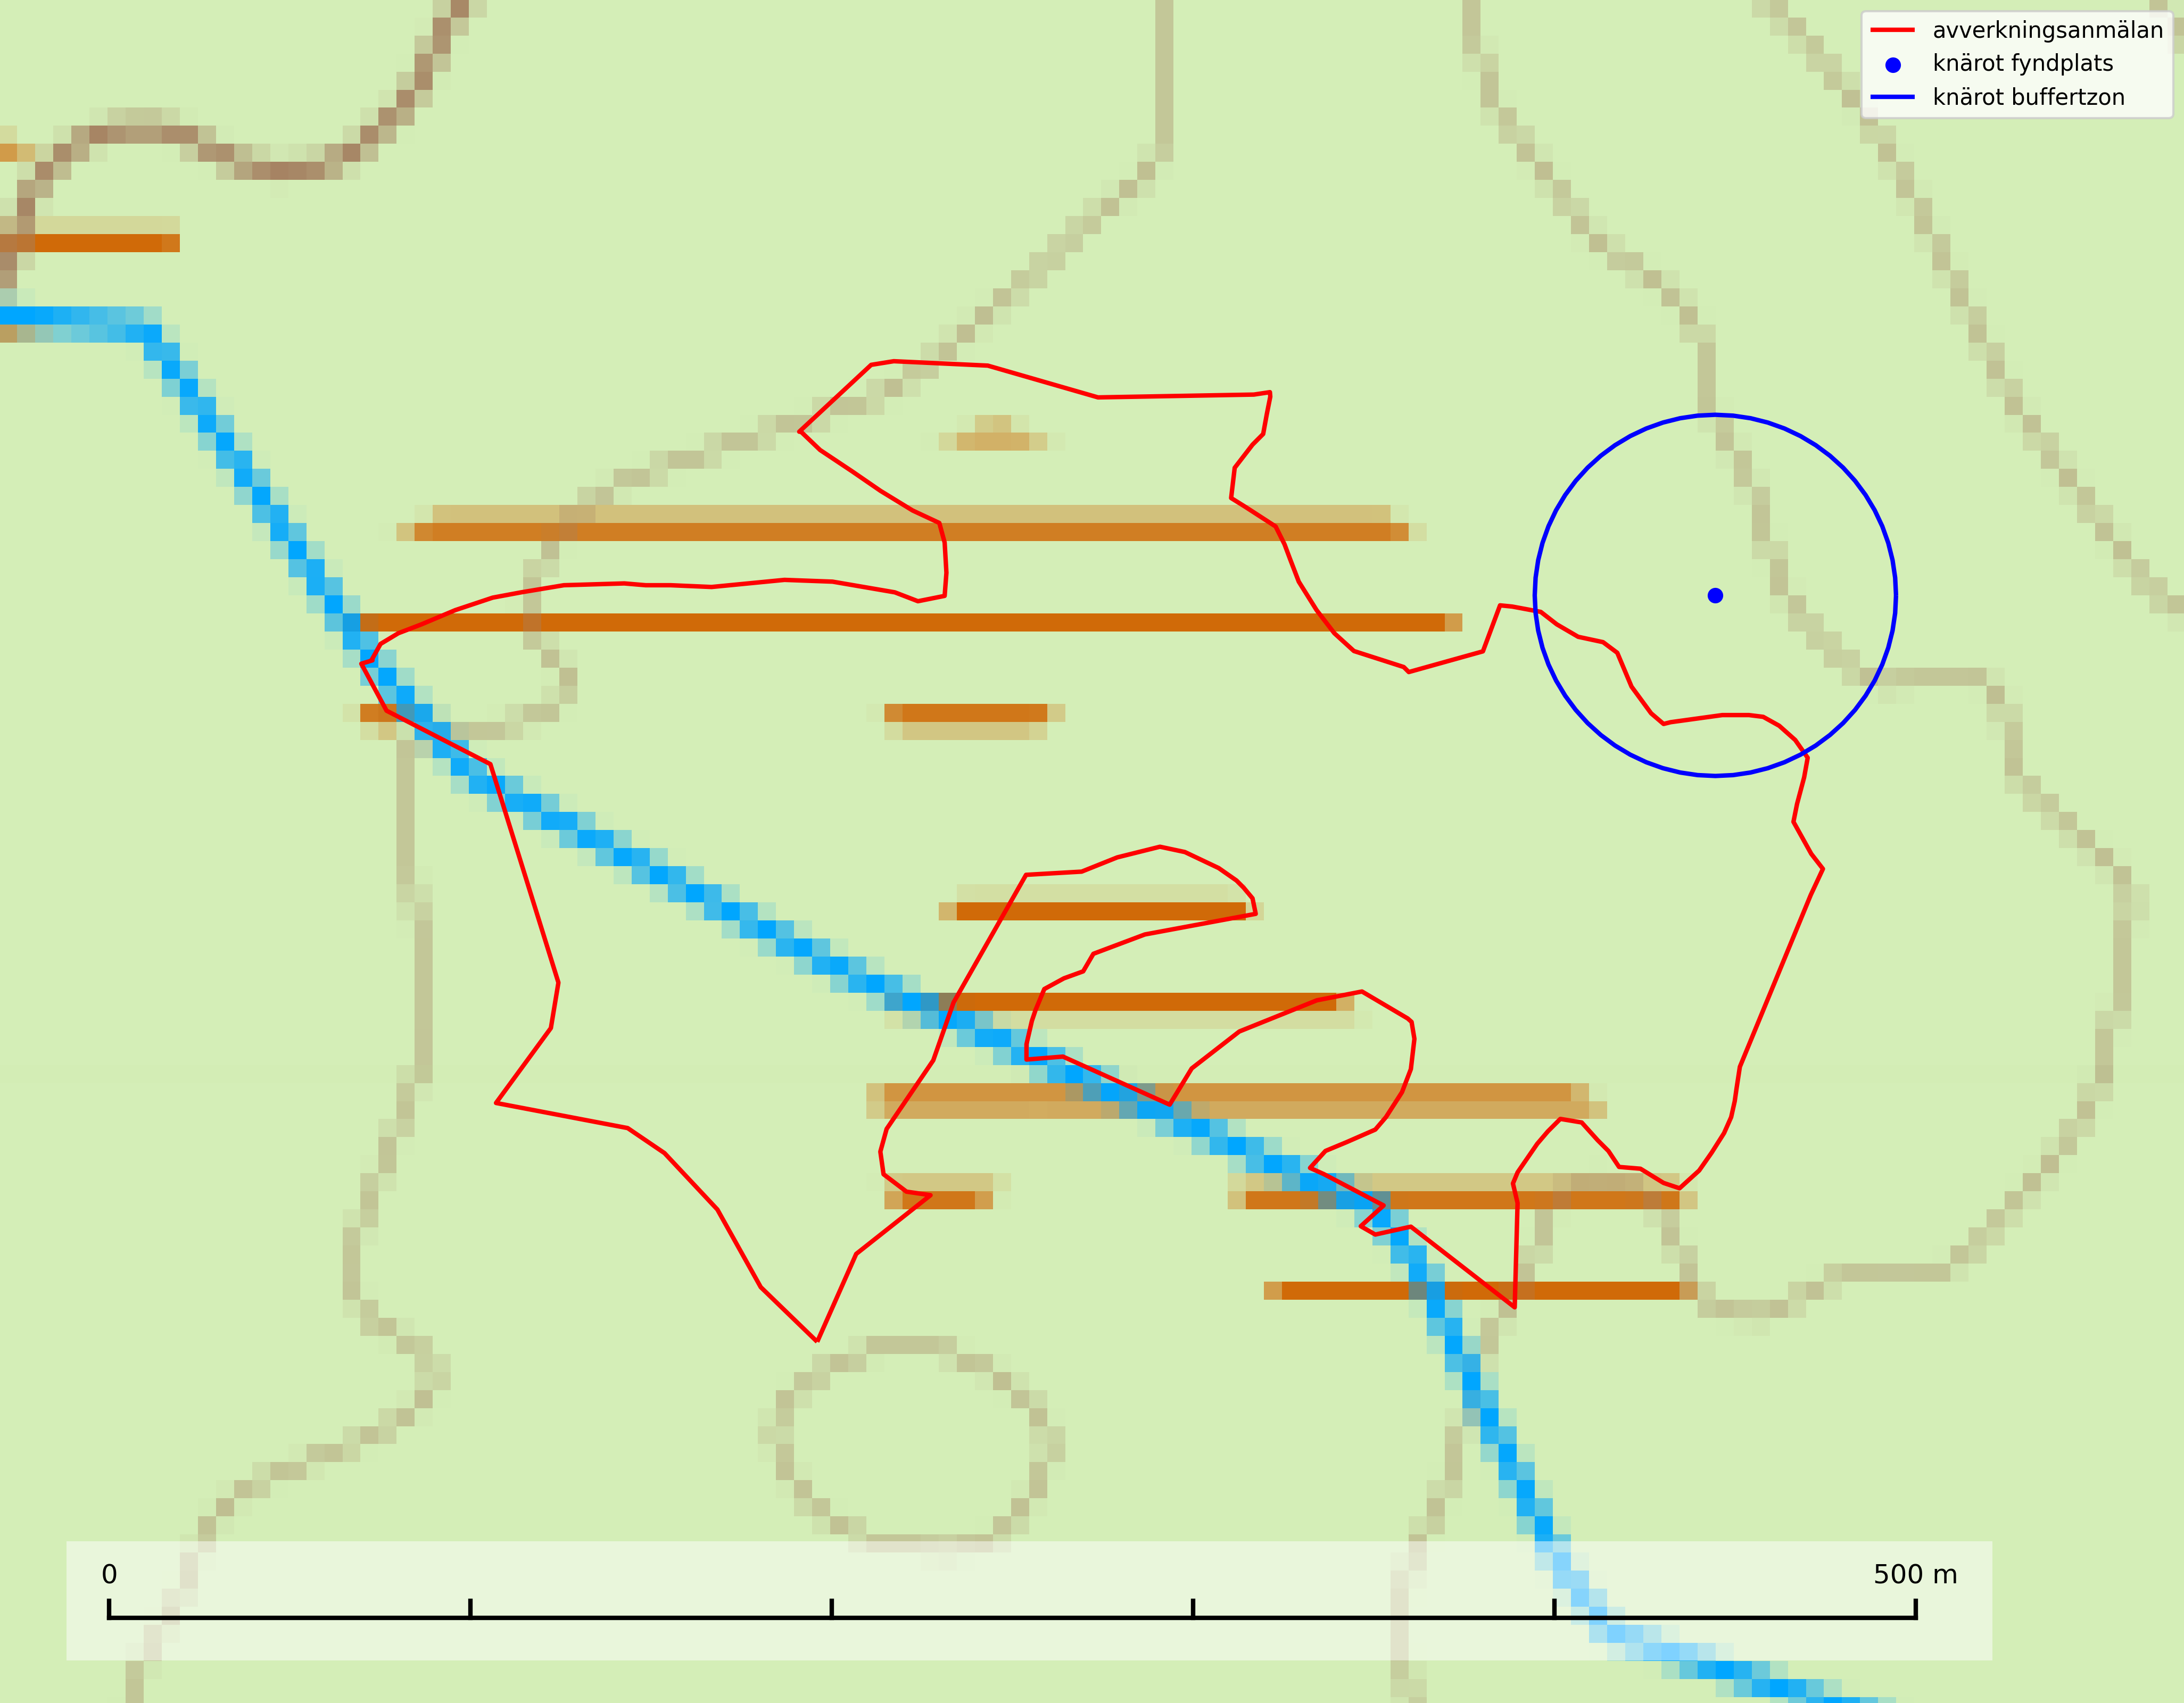 avverkningsanmälan
knärot fyndplats
knärot buffertzon
0
500 m